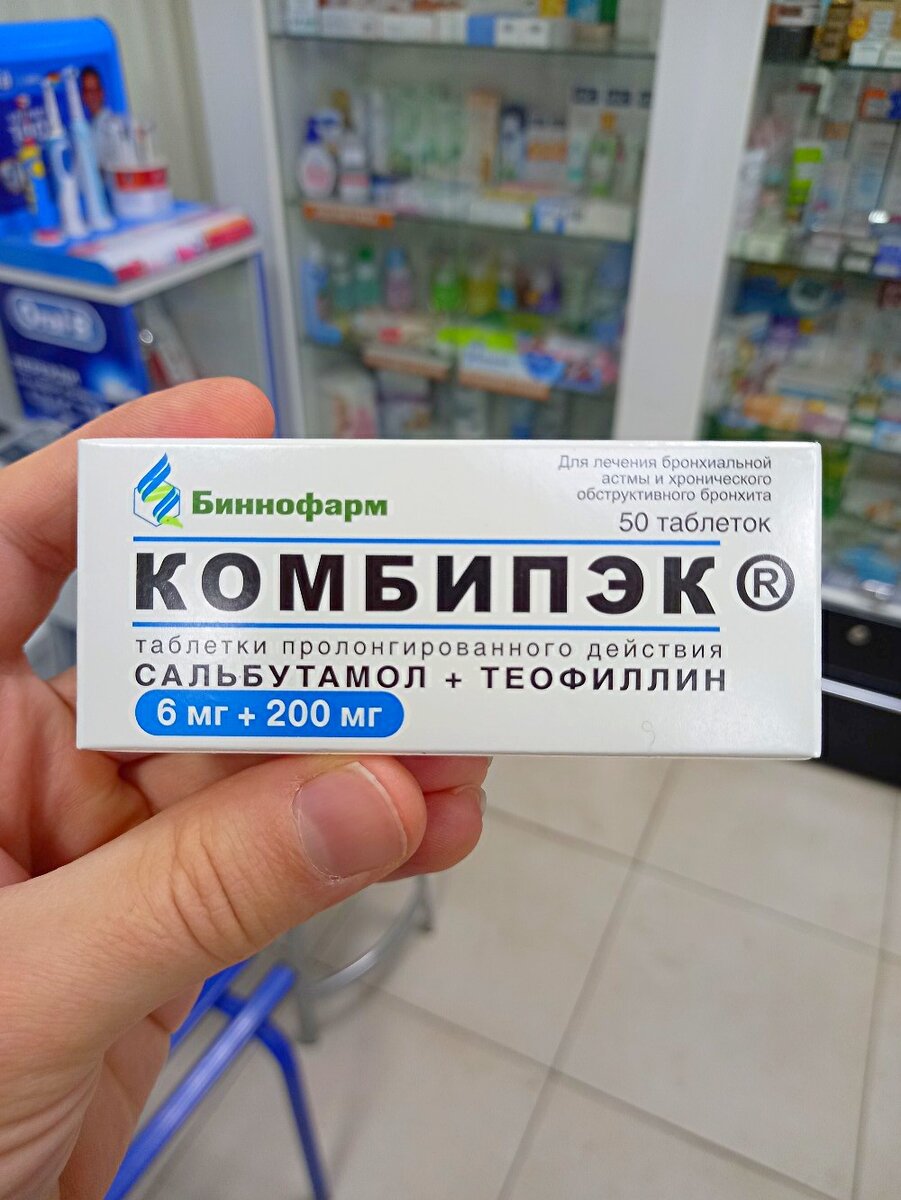 Oral B
Биннофарм
Для лечения бронхиальной
астмы и хронического
обструктивного бронхита
50 таблеток
КОМБИПЭК®
таблетки пролонгированного действия
САЛЬБУТАМОЛ + ТЕОФИЛЛИН
6 мг + 200 мг